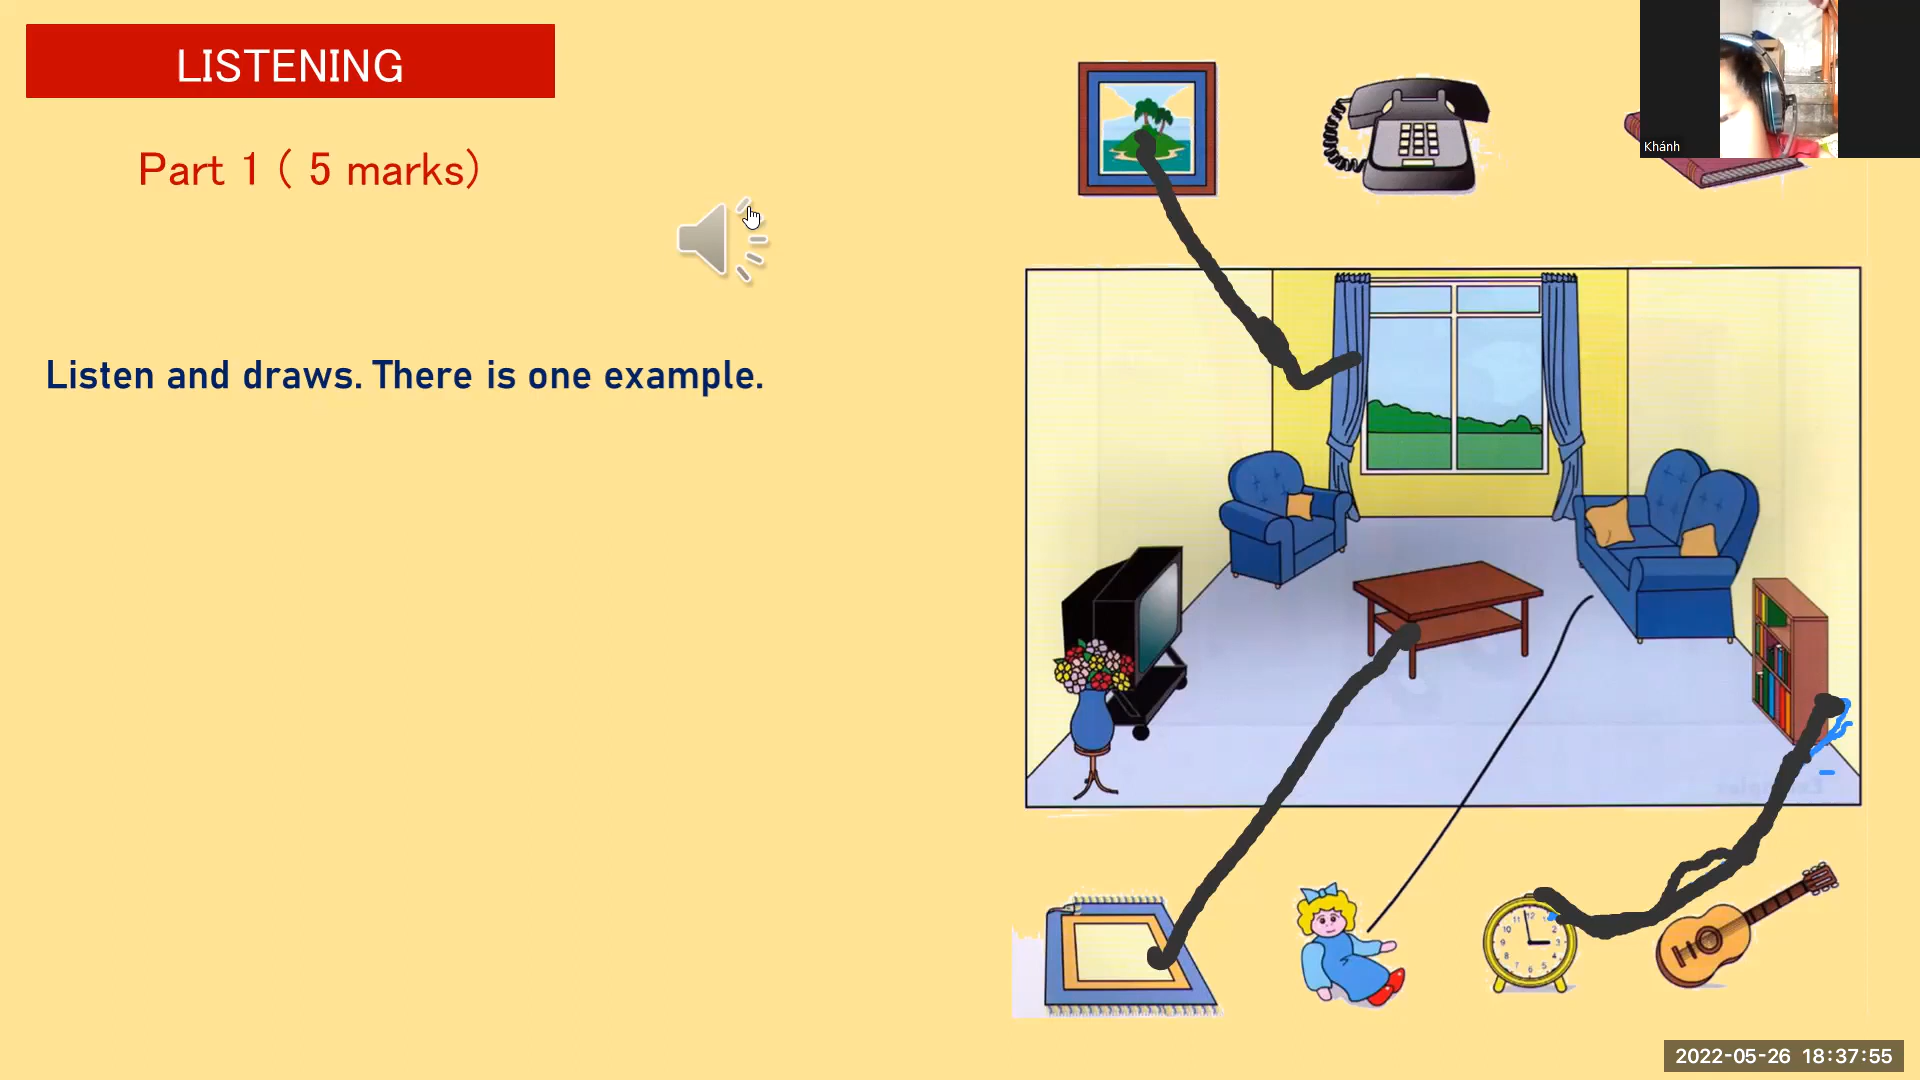 LISTENING
Part 1 ( 5 marks)
Listen and draws. There is one example.
Khánh
2022-05-26 18:37:55